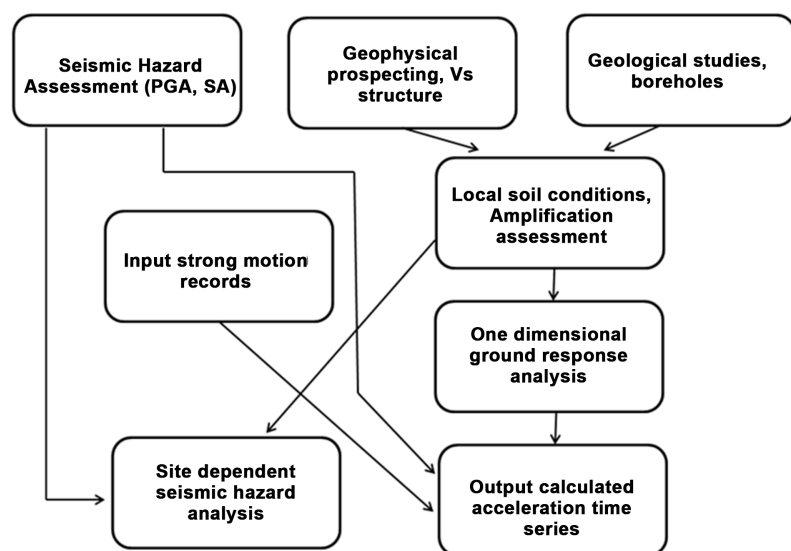 Seismic Hazard
Assessment (PGA, SA)
Geophysical
prospecting, Vs
structure
Geological studies,
boreholes
Local soil conditions,
Amplification
assessment
Input strong motion
records
One dimensional
ground response
analysis
Site dependent
seismic hazard
analysis
Output calculated
acceleration time
series